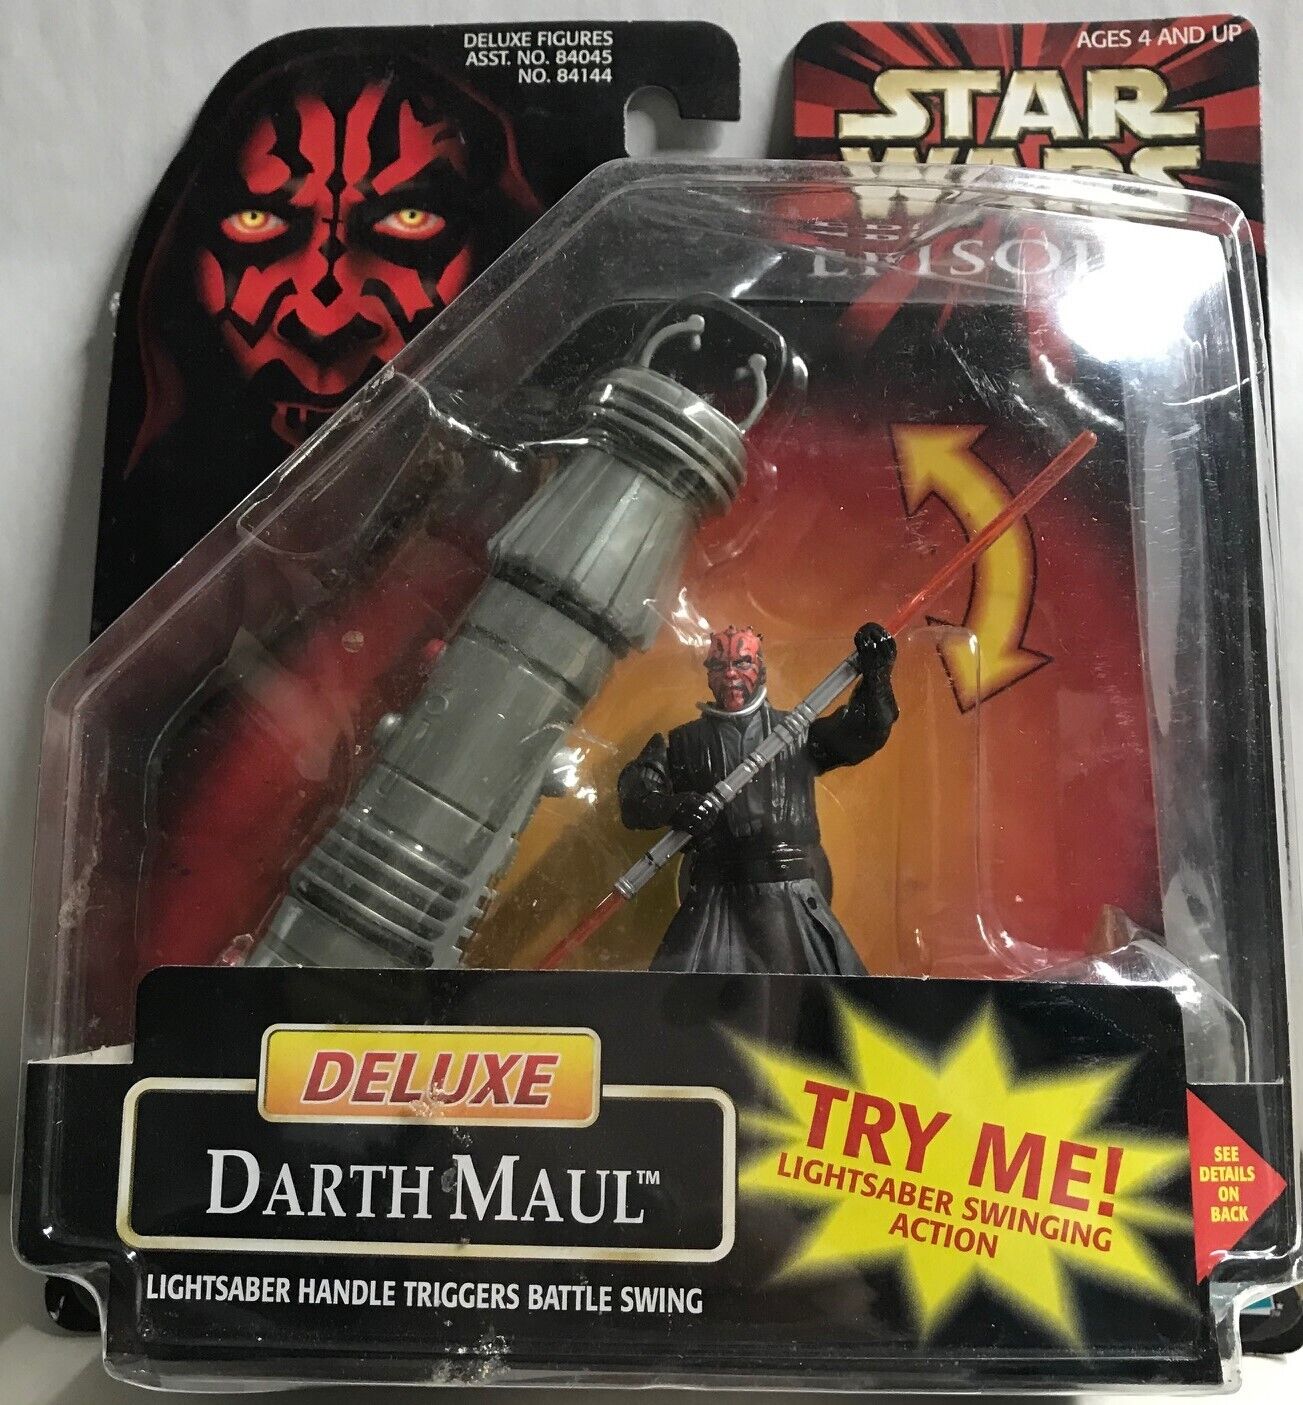 DELUXE FIGURES
ASST. NO. 84045
NO. 84144
AGES 4 AND UP
STAR
WARS
EPISODE
DELUXE
DARTH MAUL™
LIGHTSABER HANDLE TRIGGERS BATTLE SWING
TRY ME!
LIGHTSABER SWINGING
ACTION
SEE
DETAILS
ON
BACK